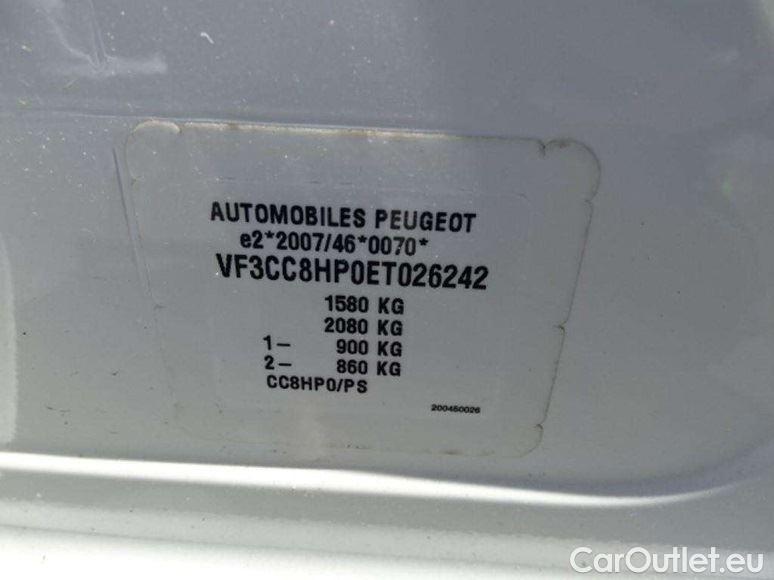 AUTOMOBILES PEUGEOT
e2*2007/46*0070*
VF3CC8HP0ET026242
1580 KG
2080 KG
1- 900 KG
2- 860 KG
CC8HP0/PS
200450026
CarOutlet.eu